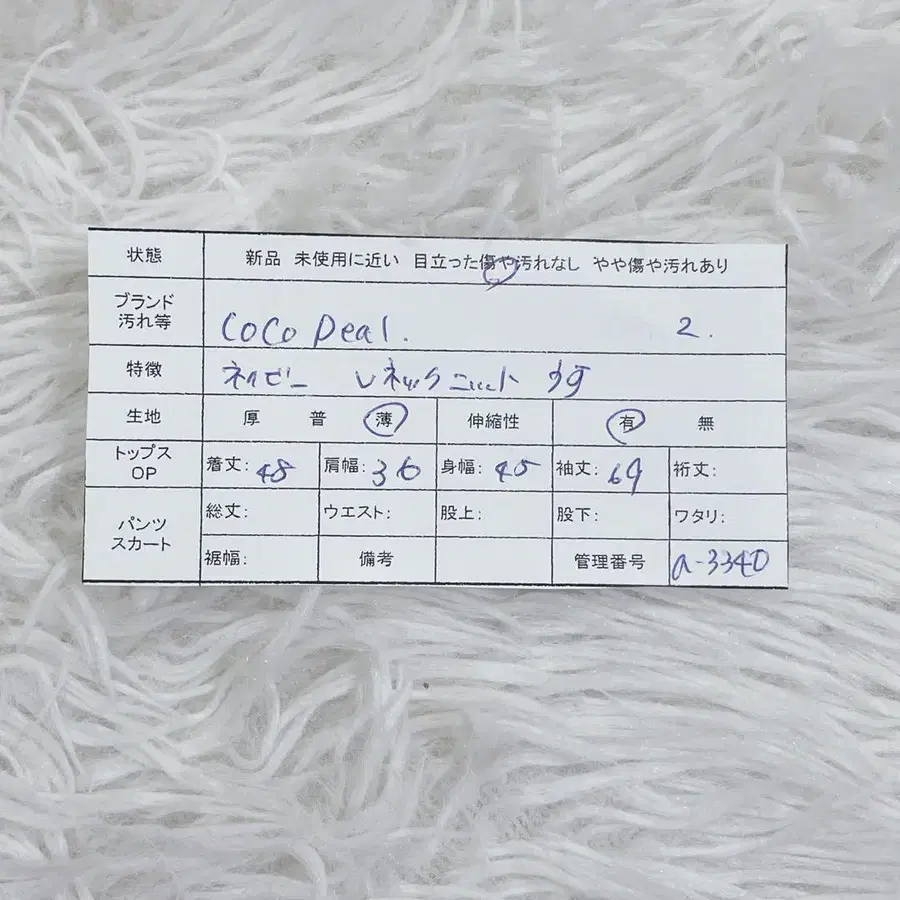 状態 新品 未使用に近い 目立った傷や汚れなし やや傷や汚れあり
ブランド
汚れ等 CoCo Deal. 2.
特徴 ネイビー Vネックニット
生地 厚 普 薄 伸縮性 有 無
トップス
OP 着丈: 48 肩幅: 36 身幅: 45 袖丈: 69 裄丈:
パンツ
スカート 総丈: ウエスト: 股上: 股下: ワタリ:
裾幅: 備考 管理番号 a-3340